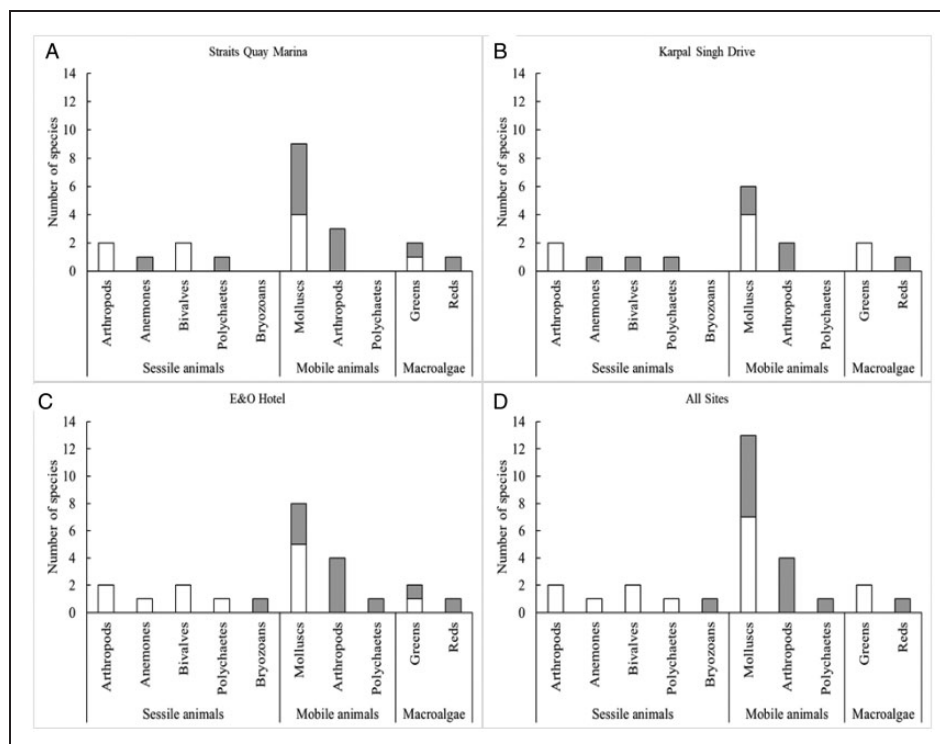 A
Straits Quay Marina
Number of species
14
12
10
8
6
4
2
0
Arthropods
Anemones
Bivalves
Polychaetes
Bryozoans
Molluscs
Arthropods
Polychaetes
Greens
Reds
Sessile animals
Mobile animals
Macroalgae
B
Karpal Singh Drive
Number of species
14
12
10
8
6
4
2
0
Arthropods
Anemones
Bivalves
Polychaetes
Bryozoans
Molluscs
Arthropods
Polychaetes
Greens
Reds
Sessile animals
Mobile animals
Macroalgae
C
E&O Hotel
Number of species
14
12
10
8
6
4
2
0
Arthropods
Anemones
Bivalves
Polychaetes
Bryozoans
Molluscs
Arthropods
Polychaetes
Greens
Reds
Sessile animals
Mobile animals
Macroalgae
D
All Sites
Number of species
14
12
10
8
6
4
2
0
Arthropods
Anemones
Bivalves
Polychaetes
Bryozoans
Molluscs
Arthropods
Polychaetes
Greens
Reds
Sessile animals
Mobile animals
Macroalgae